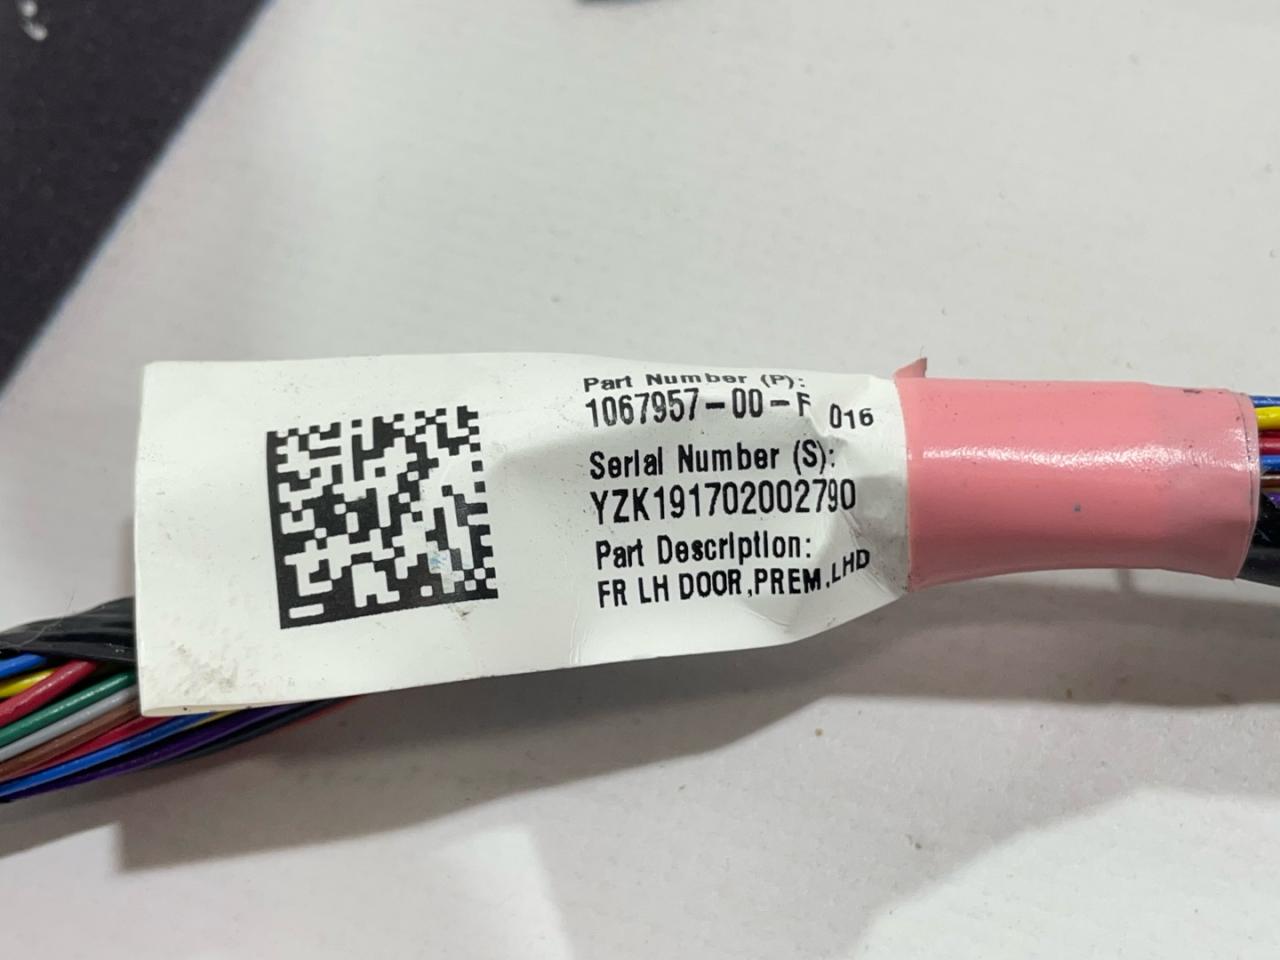 Part Number (P):
1067957-00-F 016
Serial Number (S):
YZK191702002790
Part Description:
FR LH DOOR,PREM,LHD